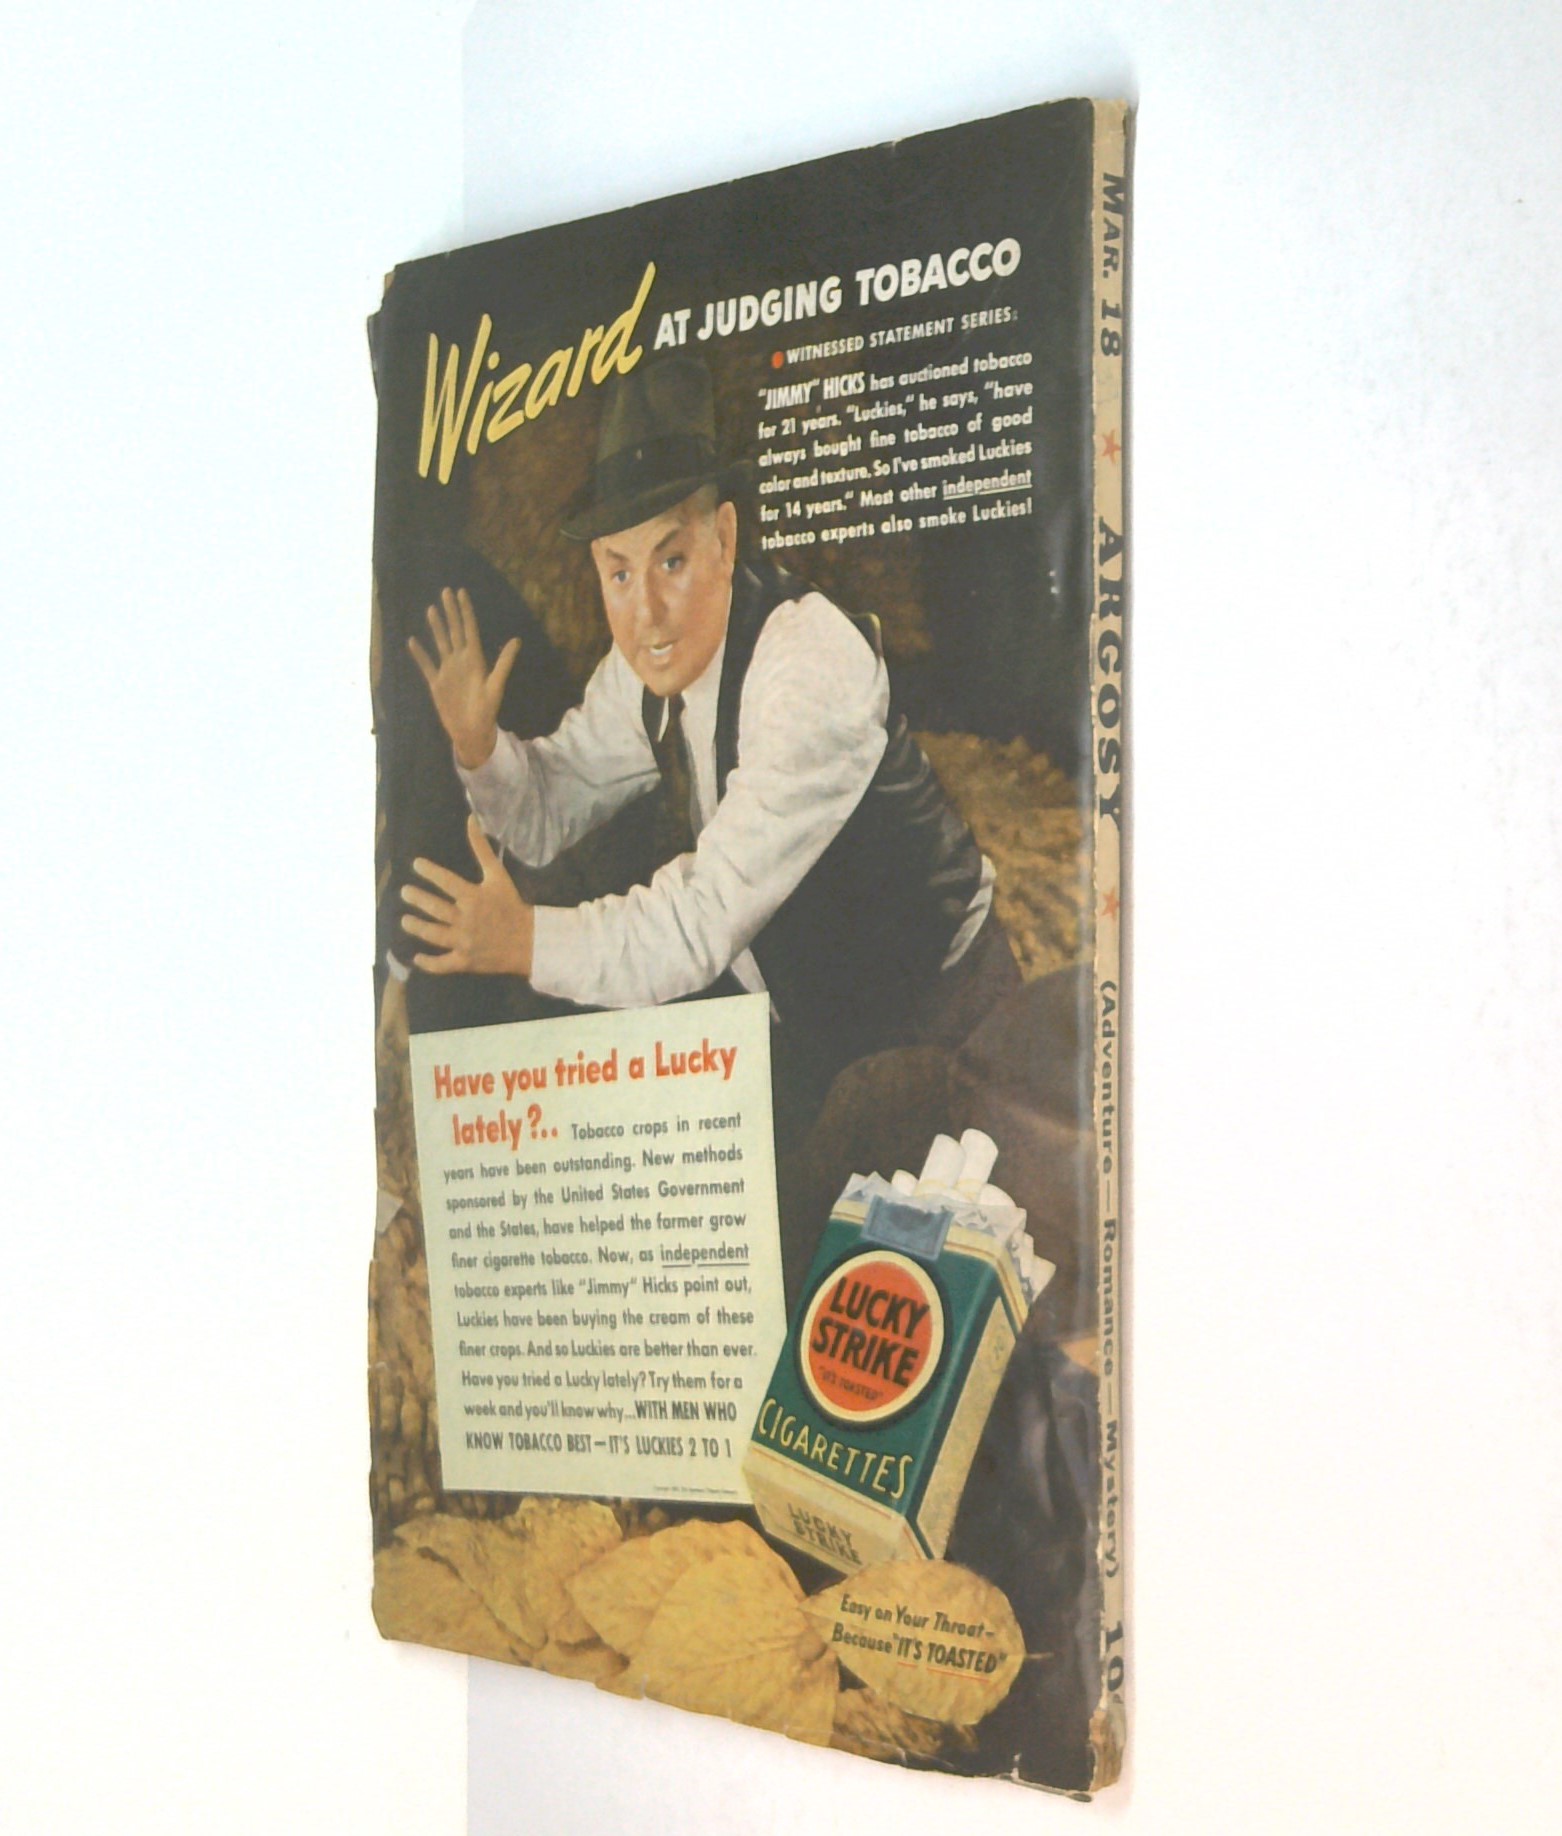 Wizard AT JUDGING TOBACCO
WITNESSED STATEMENT SERIES:
"JIMMY" HICKS has auctioned tobacco
for 21 years. "Luckies," he says, "have
always bought fine tobacco of good
color and texture. So I've smoked Luckies
for 14 years." Most other independent
tobacco experts also smoke Luckies!
Have you tried a Lucky
lately?.. Tobacco crops in recent
years have been outstanding. New methods
sponsored by the United States Government
and the States, have helped the farmer grow
finer cigarette tobacco. Now, as independent
tobacco experts like "Jimmy" Hicks point out,
Luckies have been buying the cream of these
finer crops. And so Luckies are better than ever.
Have you tried a Lucky lately? Try them for a
week and you'll know why...WITH MEN WHO
KNOW TOBACCO BEST—IT'S LUCKIES 2 TO 1
LUCKY
STRIKE
"IT'S TOASTED"
CIGARETTES
LUCKY
STRIKE
Easy on Your Throat—
Because "IT'S TOASTED"
MAR. 18 ★ ARGOSY ★ (Adventure—Romance—Mystery) 10¢